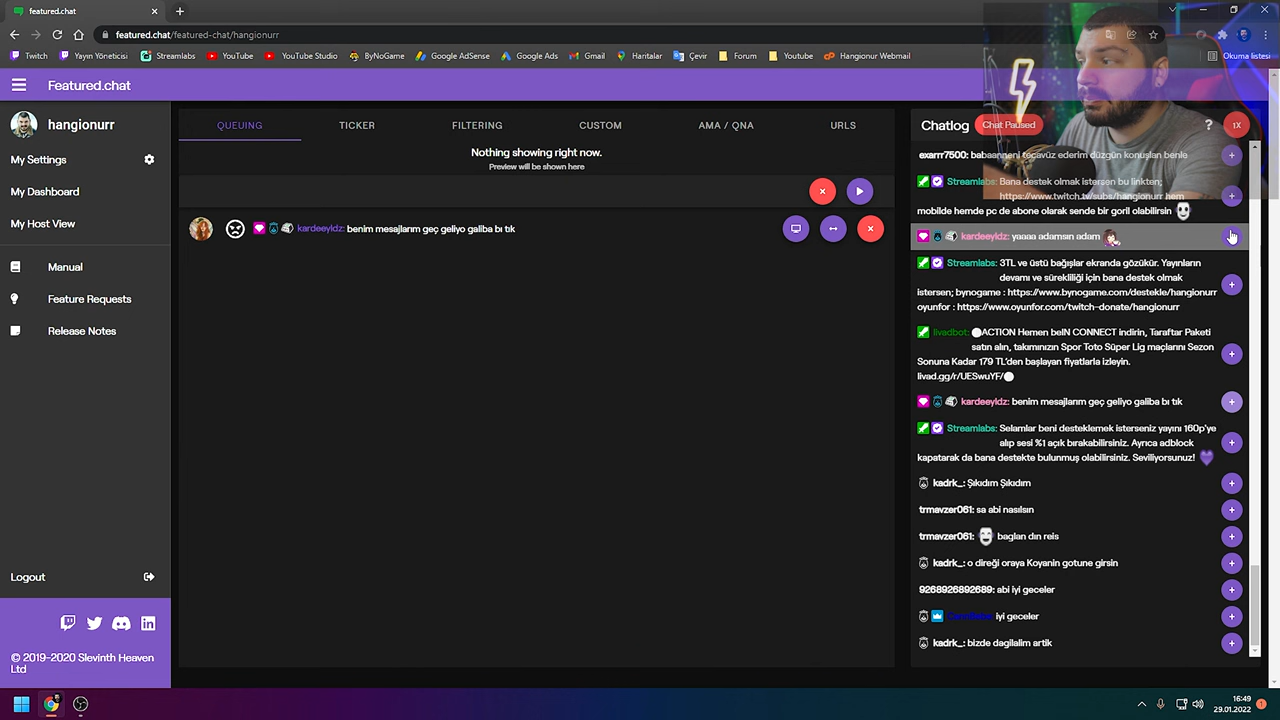 featured.chat
featured.chat/featured-chat/hangionurr
Twitch
Yayın Yöneticisi
Streamlabs
YouTube
YouTube Studio
ByNoGame
Google AdSense
Google Ads
Gmail
Haritalar
Çevir
Forum
Youtube
Hangionur Webmail
Okuma listesi
Featured.chat
hangionurr
My Settings
My Dashboard
My Host View
Manual
Feature Requests
Release Notes
Logout
© 2019-2020 Slevinth Heaven
Ltd
QUEUING
TICKER
FILTERING
CUSTOM
AMA / QNA
URLS
Nothing showing right now.
Preview will be shown here
kardeeyldz: benim mesajlarım geç geliyo galiba bı tık
Chatlog
Chat Paused
?
1X
exarrr7500: babaanneni tecavüz ederim düzgün konuşlan benle
Streamlabs: Bana destek olmak istersen bu linkten;
https://www.twitch.tv/subs/hangionurr hem
mobilde hemde pc de abone olarak sende bir goril olabilirsin
kardeeyldz: yaaaa adamsın adam
Streamlabs: 3TL ve üstü bağışlar ekranda gözükür. Yayınların
devamı ve sürekliliği için bana destek olmak
istersen; bynogame : https://www.bynogame.com/destekle/hangionurr
oyunfor : https://www.oyunfor.com/twitch-donate/hangionurr
livadbot: ACTION Hemen beIN CONNECT indirin, Taraftar Paketi
satın alın, takımınızın Spor Toto Süper Lig maçlarını Sezon
Sonuna Kadar 179 TL'den başlayan fiyatlarla izleyin.
livad.gg/r/UESwuYF/
kardeeyldz: benim mesajlarım geç geliyo galiba bı tık
Streamlabs: Selamlar beni desteklemek isterseniz yayını 160p'ye
alıp sesi %1 açık bırakabilirsiniz. Ayrıca adblock
kapatarak da bana destekte bulunmuş olabilirsiniz. Seviliyorsunuz!
kadrk_: Şıkıdım Şıkıdım
trmavzer061: sa abi nasılsın
trmavzer061: baglan dın reis
kadrk_: o direği oraya Koyanin gotune girsin
9268926892689: abi iyi geceler
iyi geceler
kadrk_: bizde dagilalim artik
16:49
29.01.2022
1